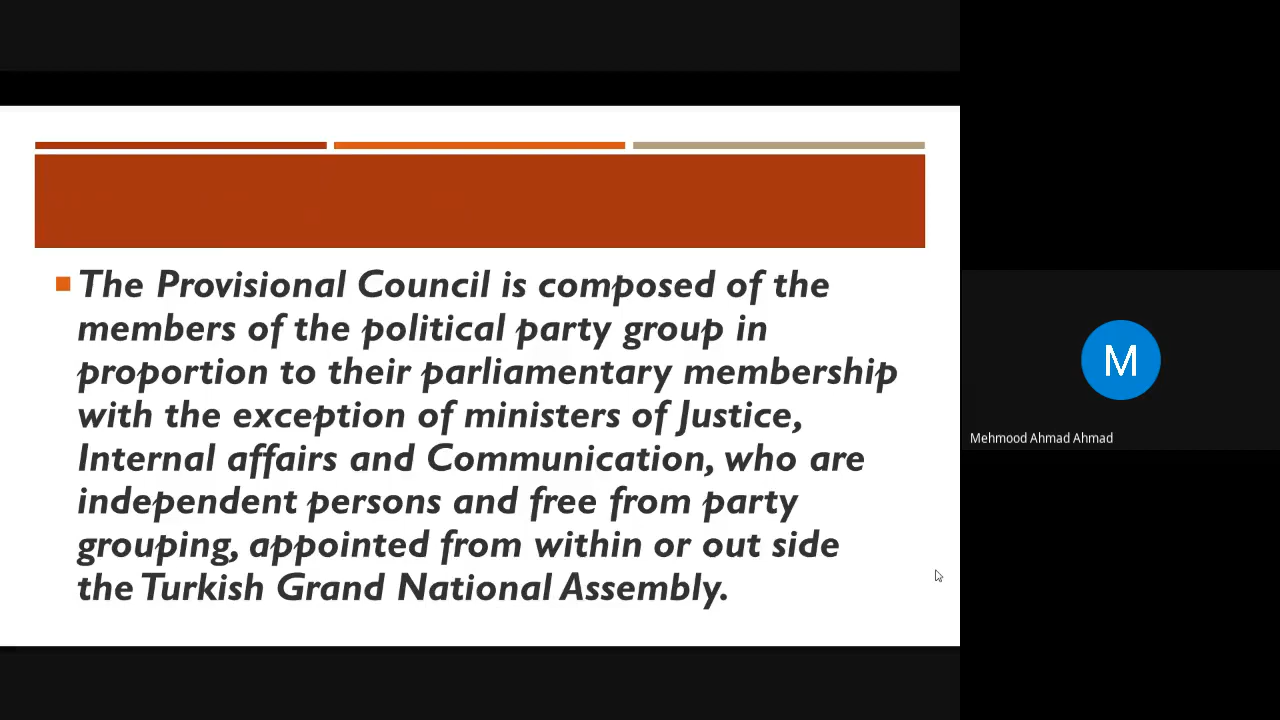 The Provisional Council is composed of the
members of the political party group in
proportion to their parliamentary membership
with the exception of ministers of Justice,
Internal affairs and Communication, who are
independent persons and free from party
grouping, appointed from within or out side
the Turkish Grand National Assembly.
M
Mehmood Ahmad Ahmad